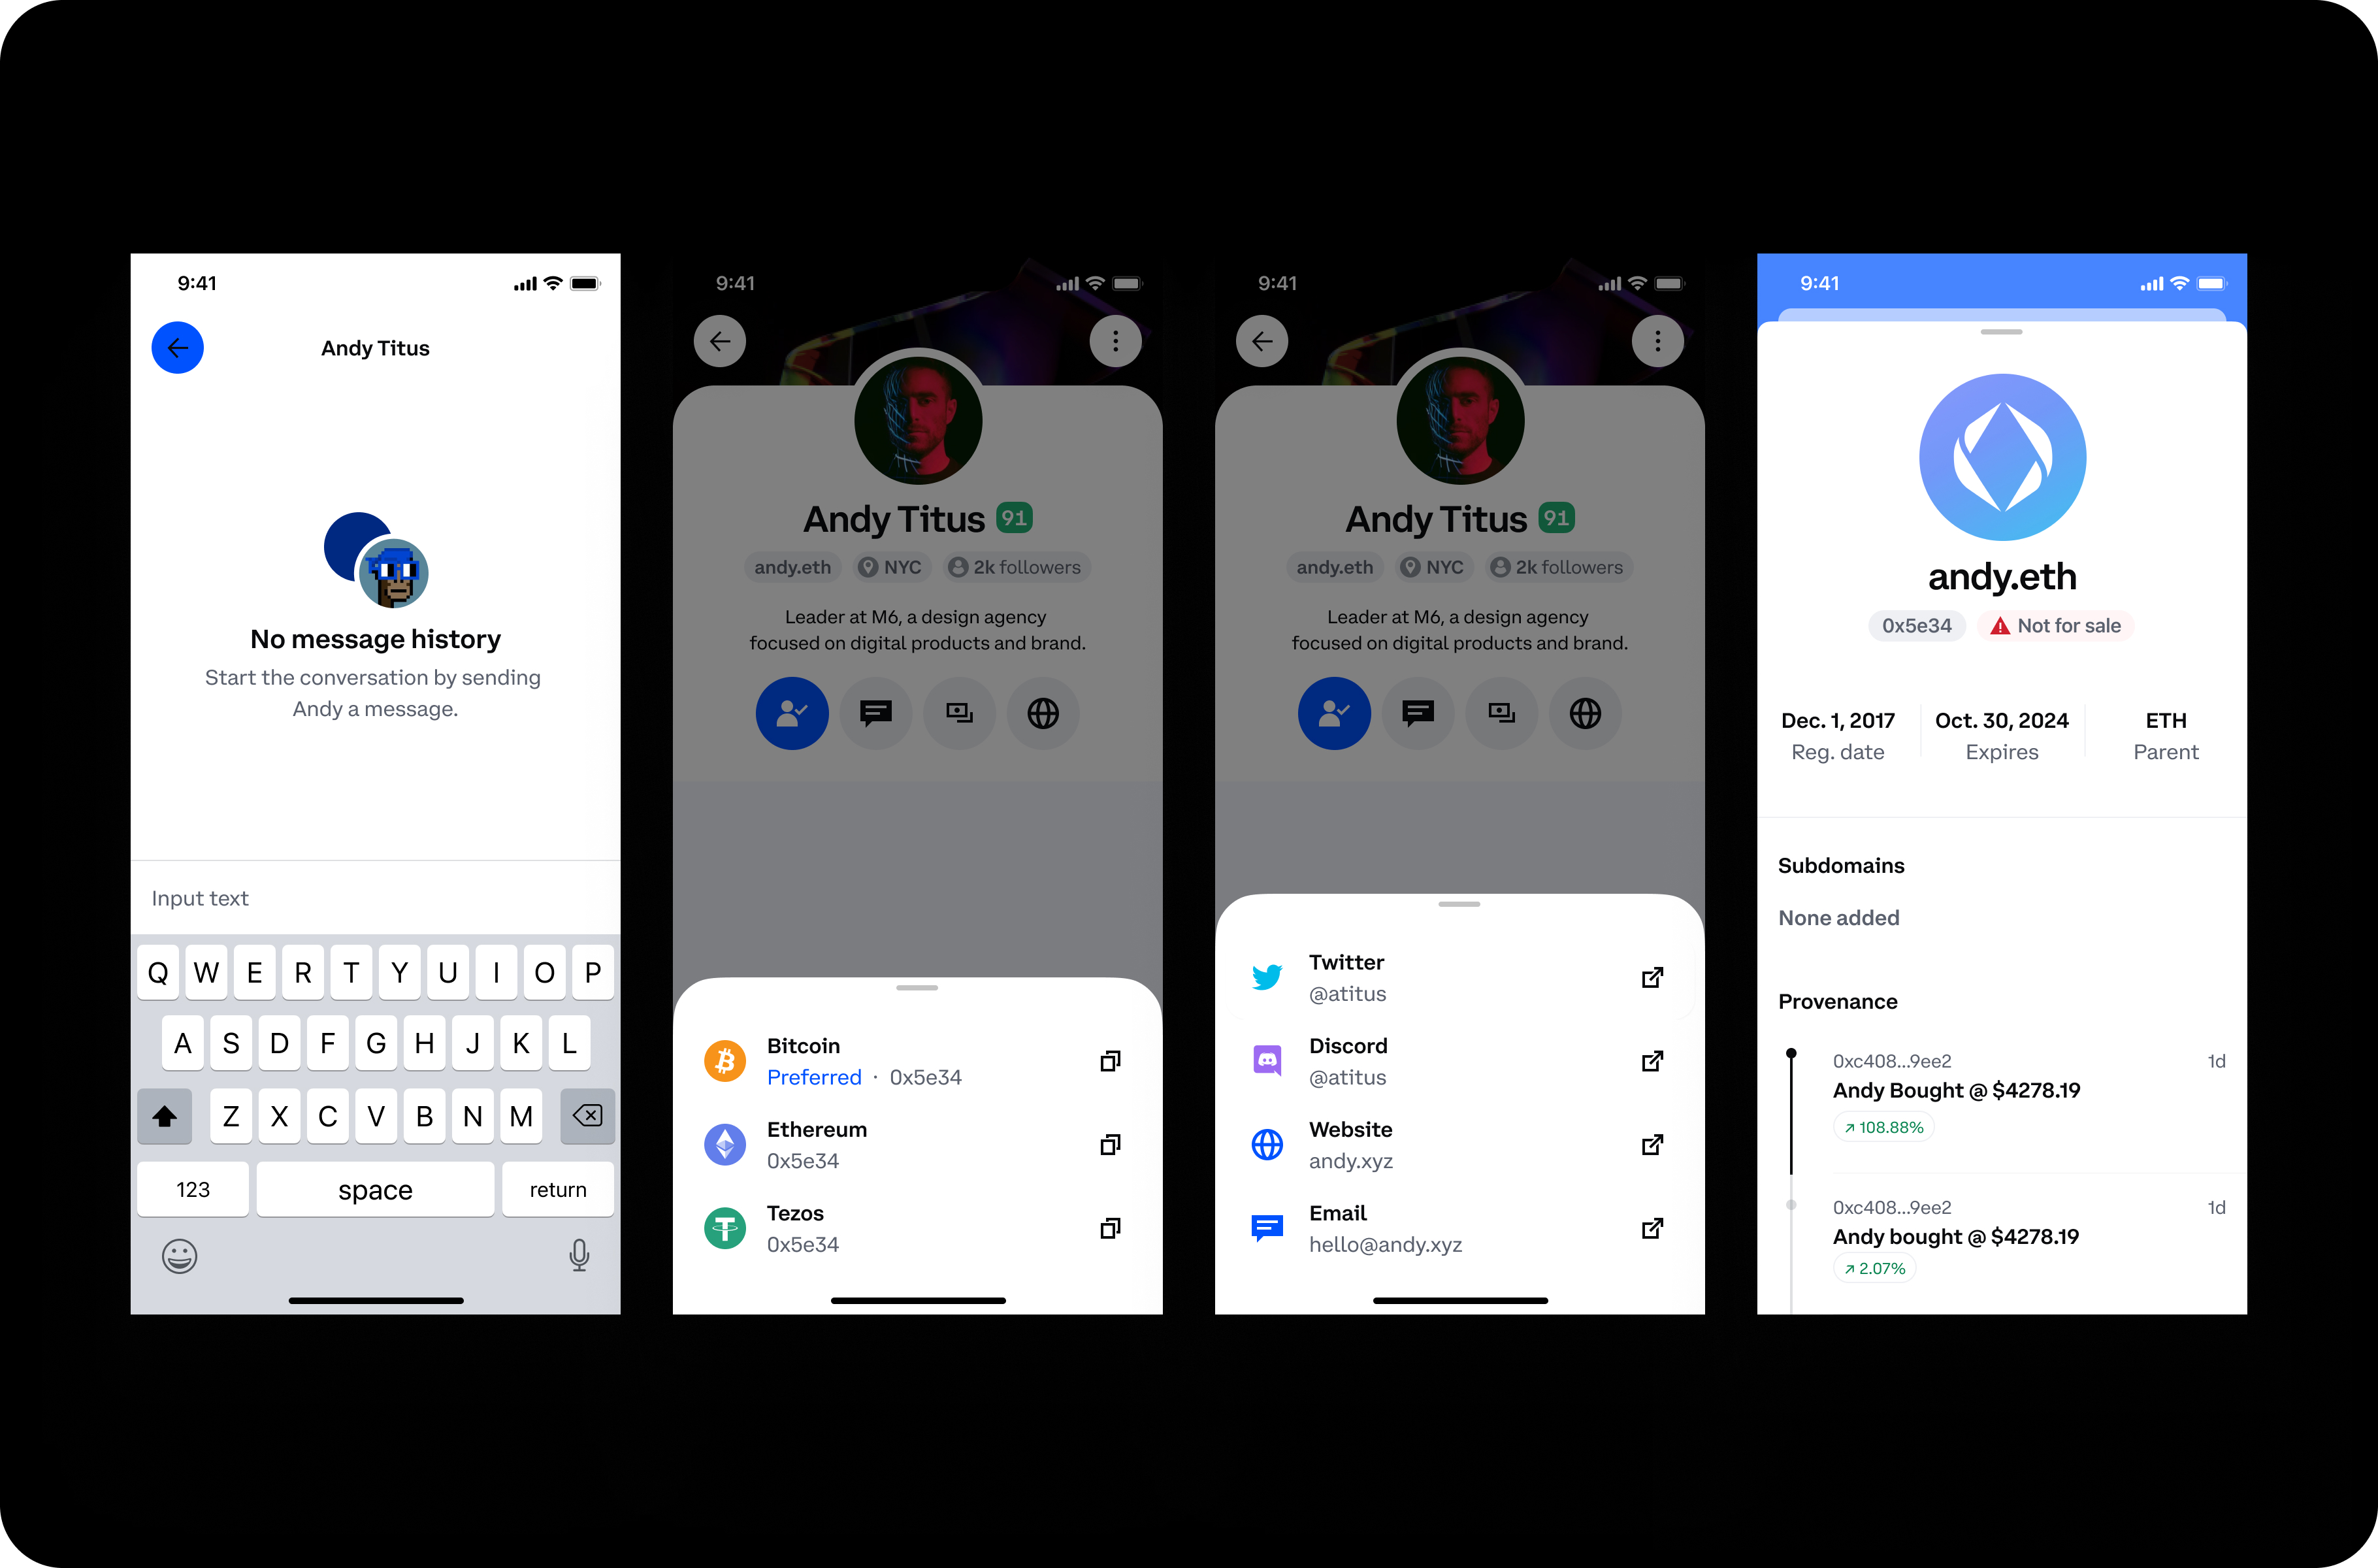 9:41
Andy Titus
No message history
Start the conversation by sending
Andy a message.
Input text
Q W E R T Y U I O P
A S D F G H J K L
Z X C V B N M
123 space return
9:41
Andy Titus 91
andy.eth NYC 2k followers
Leader at M6, a design agency
focused on digital products and brand.
Bitcoin
Preferred · 0x5e34
Ethereum
0x5e34
Tezos
0x5e34
9:41
Andy Titus 91
andy.eth NYC 2k followers
Leader at M6, a design agency
focused on digital products and brand.
Twitter
@atitus
Discord
@atitus
Website
andy.xyz
Email
hello@andy.xyz
9:41
andy.eth
0x5e34 Not for sale
Dec. 1, 2017 Oct. 30, 2024 ETH
Reg. date Expires Parent
Subdomains
None added
Provenance
0xc408...9ee2 1d
Andy Bought @ $4278.19
↗ 108.88%
0xc408...9ee2 1d
Andy bought @ $4278.19
↗ 2.07%